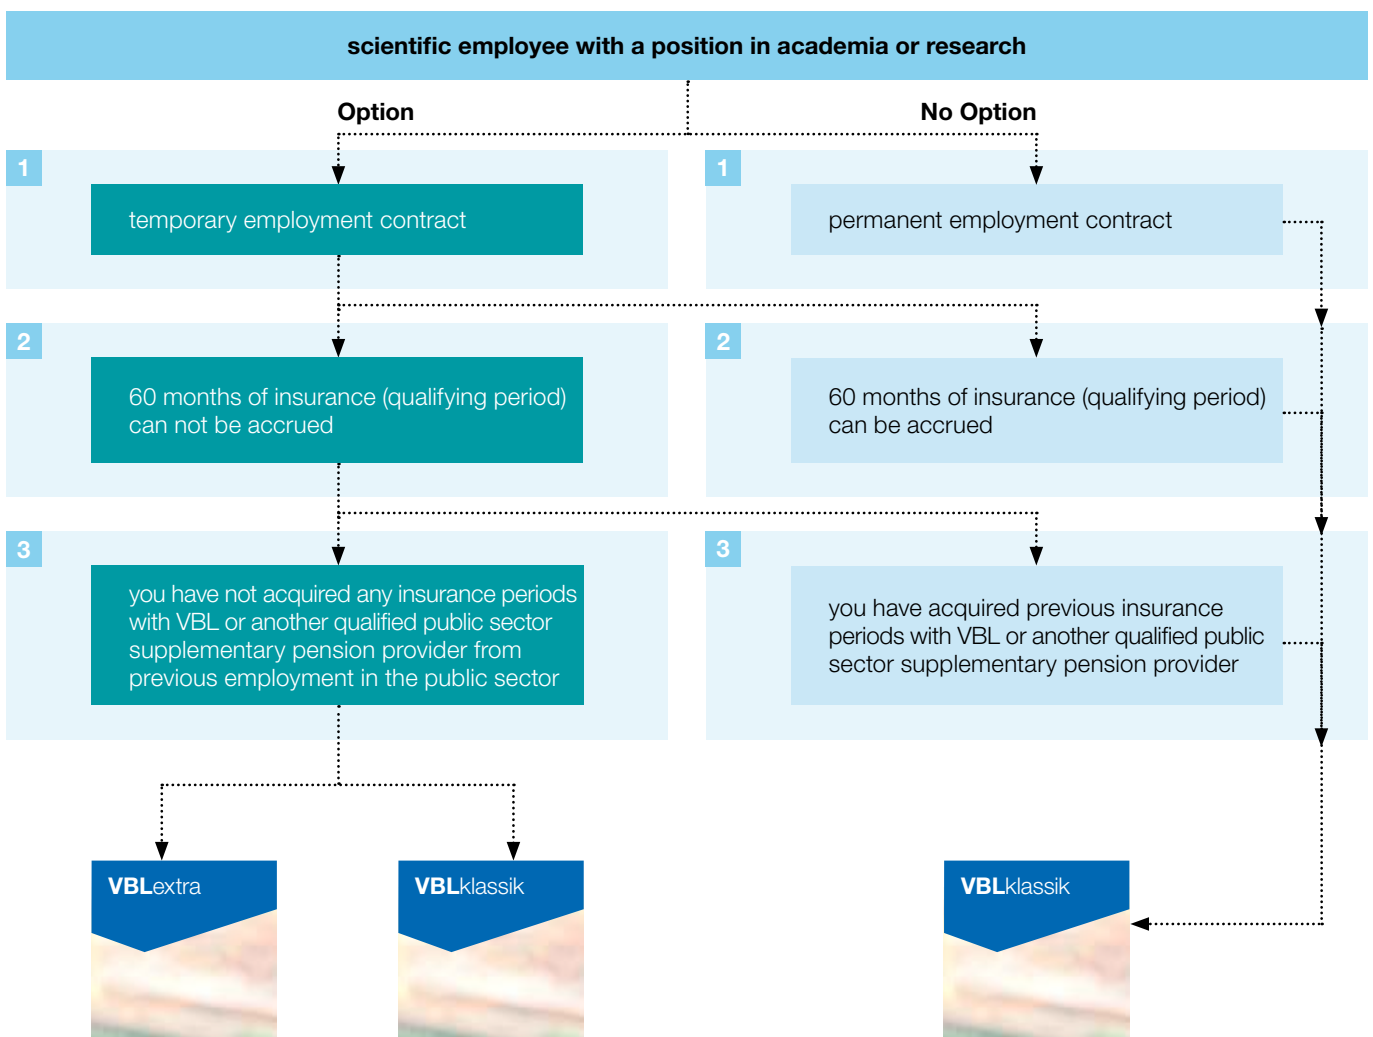 scientific employee with a position in academia or research
Option
No Option
1
temporary employment contract
1
permanent employment contract
2
60 months of insurance (qualifying period)
can not be accrued
2
60 months of insurance (qualifying period)
can be accrued
3
you have not acquired any insurance periods
with VBL or another qualified public sector
supplementary pension provider from
previous employment in the public sector
3
you have acquired previous insurance
periods with VBL or another qualified public
sector supplementary pension provider
VBLextra
VBLklassik
VBLklassik